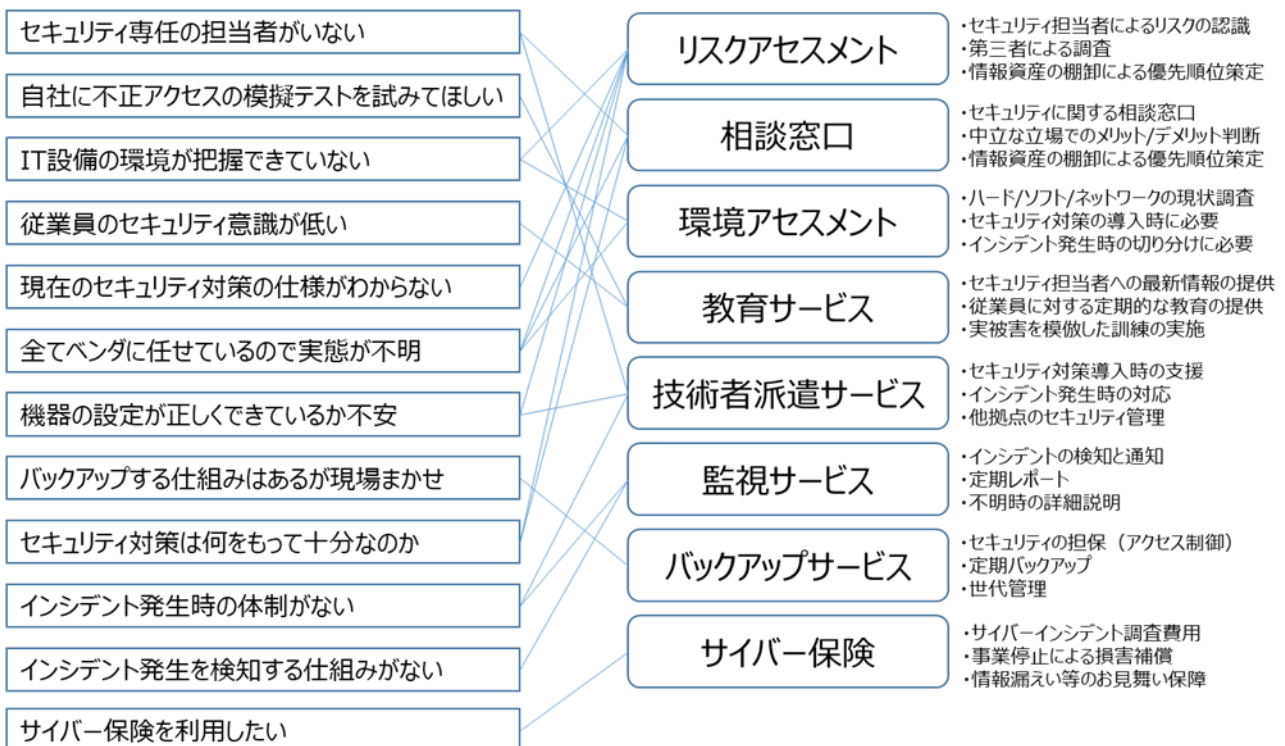 セキュリティ専任の担当者がいない
自社に不正アクセスの模擬テストを試みてほしい
IT設備の環境が把握できていない
従業員のセキュリティ意識が低い
現在のセキュリティ対策の仕様がわからない
全てベンダに任せているので実態が不明
機器の設定が正しくできているか不安
バックアップする仕組みはあるが現場まかせ
セキュリティ対策は何をもって十分なのか
インシデント発生時の体制がない
インシデント発生を検知する仕組みがない
サイバー保険を利用したい
リスクアセスメント
・セキュリティ担当者によるリスクの認識
・第三者による調査
・情報資産の棚卸による優先順位策定
相談窓口
・セキュリティに関する相談窓口
・中立な立場でのメリット/デメリット判断
・情報資産の棚卸による優先順位策定
環境アセスメント
・ハード/ソフト/ネットワークの現状調査
・セキュリティ対策の導入時に必要
・インシデント発生時の切り分けに必要
教育サービス
・セキュリティ担当者への最新情報の提供
・従業員に対する定期的な教育の提供
・実被害を模倣した訓練の実施
技術者派遣サービス
・セキュリティ対策導入時の支援
・インシデント発生時の対応
・他拠点のセキュリティ管理
監視サービス
・インシデントの検知と通知
・定期レポート
・不明時の詳細説明
バックアップサービス
・セキュリティの担保（アクセス制御）
・定期バックアップ
・世代管理
サイバー保険
・サイバーインシデント調査費用
・事業停止による損害補償
・情報漏えい等のお見舞い保障